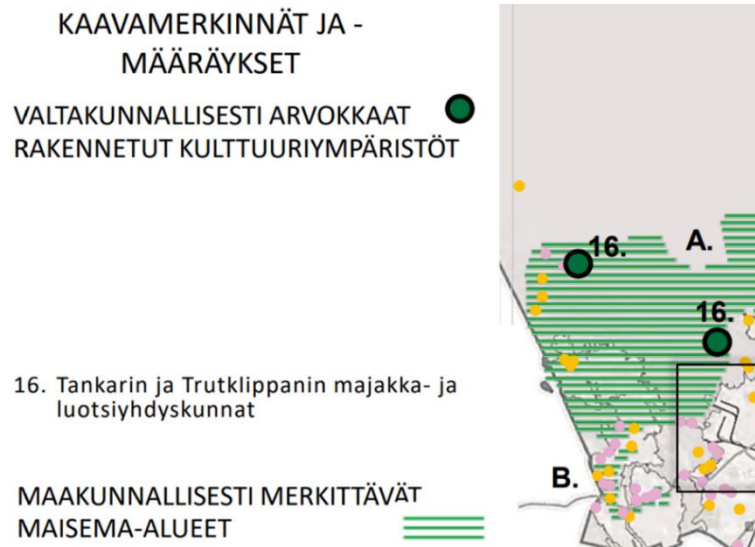 KAAVAMERKINNÄT JA -
MÄÄRÄYKSET
VALTAKUNNALLISESTI ARVOKKAAT
RAKENNETUT KULTTUURIYMPÄRISTÖT
16. Tankarin ja Trutklippanin majakka- ja
luotsiyhdyskunnat
MAAKUNNALLISESTI MERKITTÄVÄT
MAISEMA-ALUEET
A.
16.
16.
B.